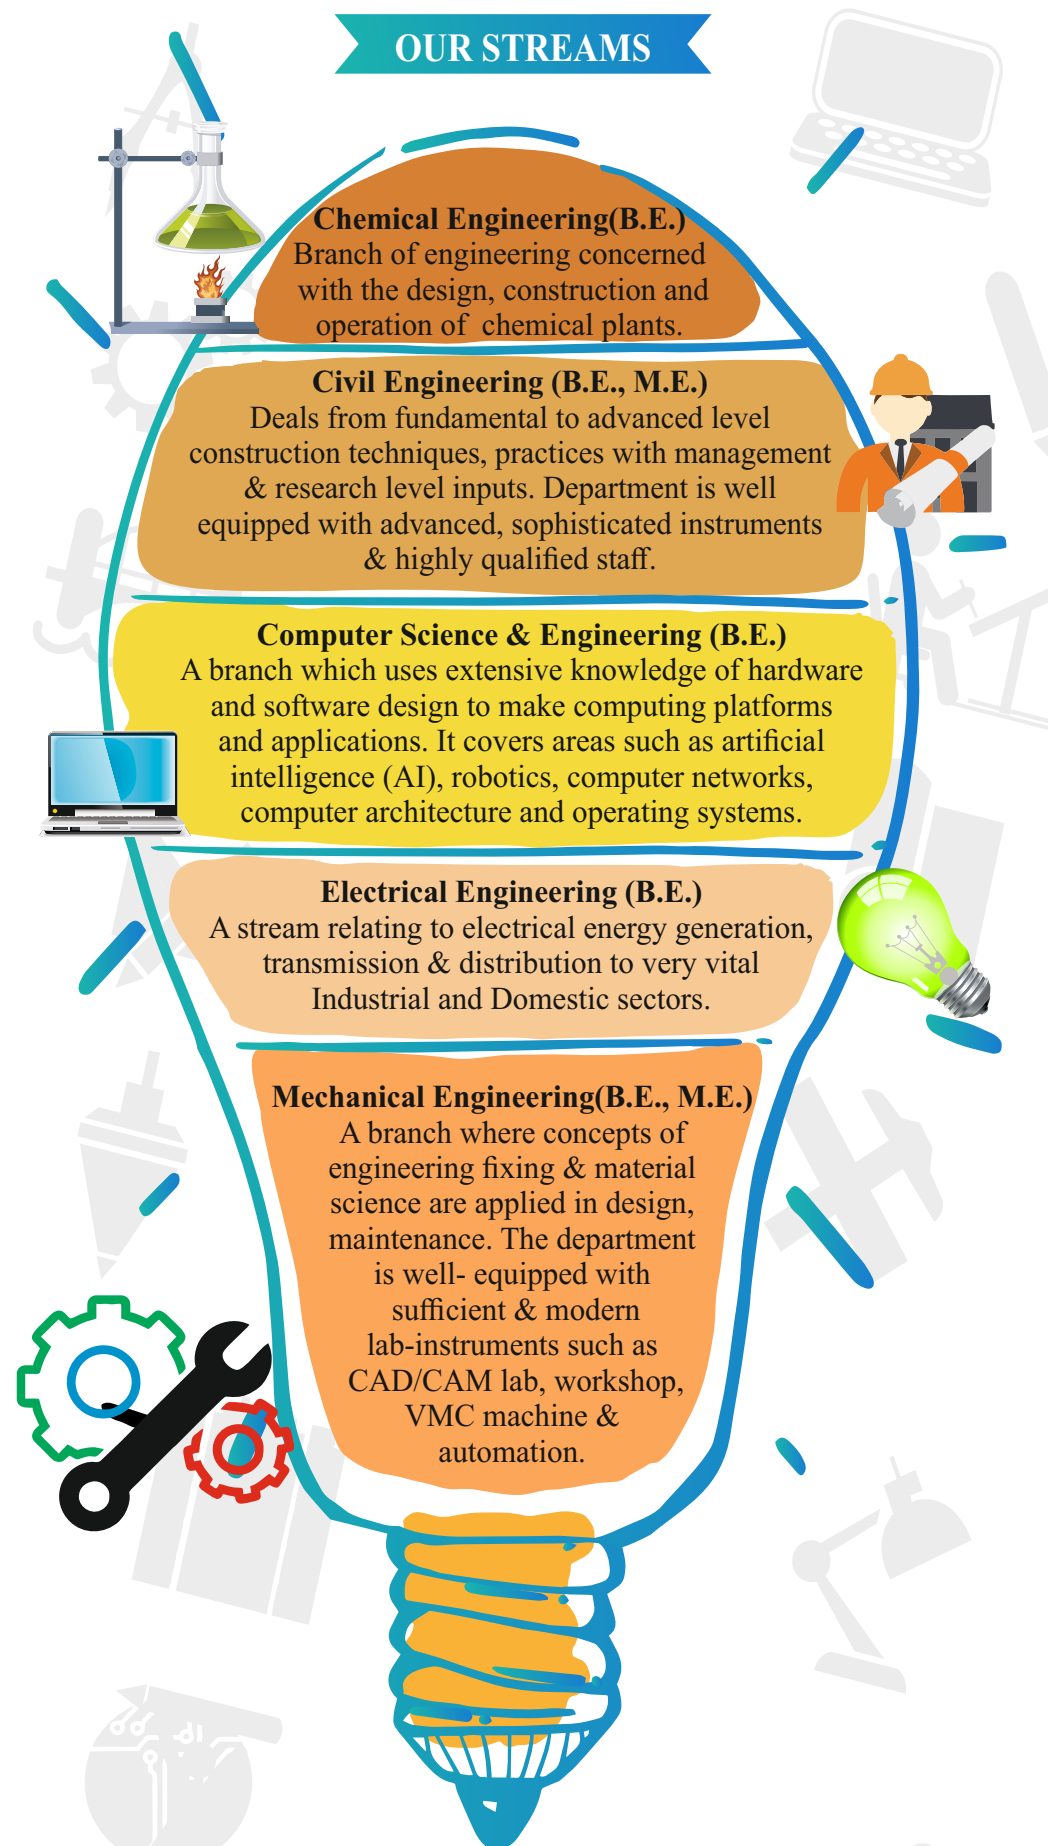 OUR STREAMS
Chemical Engineering(B.E.)
Branch of engineering concerned
with the design, construction and
operation of chemical plants.
Civil Engineering (B.E., M.E.)
Deals from fundamental to advanced level
construction techniques, practices with management
& research level inputs. Department is well
equipped with advanced, sophisticated instruments
& highly qualified staff.
Computer Science & Engineering (B.E.)
A branch which uses extensive knowledge of hardware
and software design to make computing platforms
and applications. It covers areas such as artificial
intelligence (AI), robotics, computer networks,
computer architecture and operating systems.
Electrical Engineering (B.E.)
A stream relating to electrical energy generation,
transmission & distribution to very vital
Industrial and Domestic sectors.
Mechanical Engineering(B.E., M.E.)
A branch where concepts of
engineering fixing & material
science are applied in design,
maintenance. The department
is well- equipped with
sufficient & modern
lab-instruments such as
CAD/CAM lab, workshop,
VMC machine &
automation.